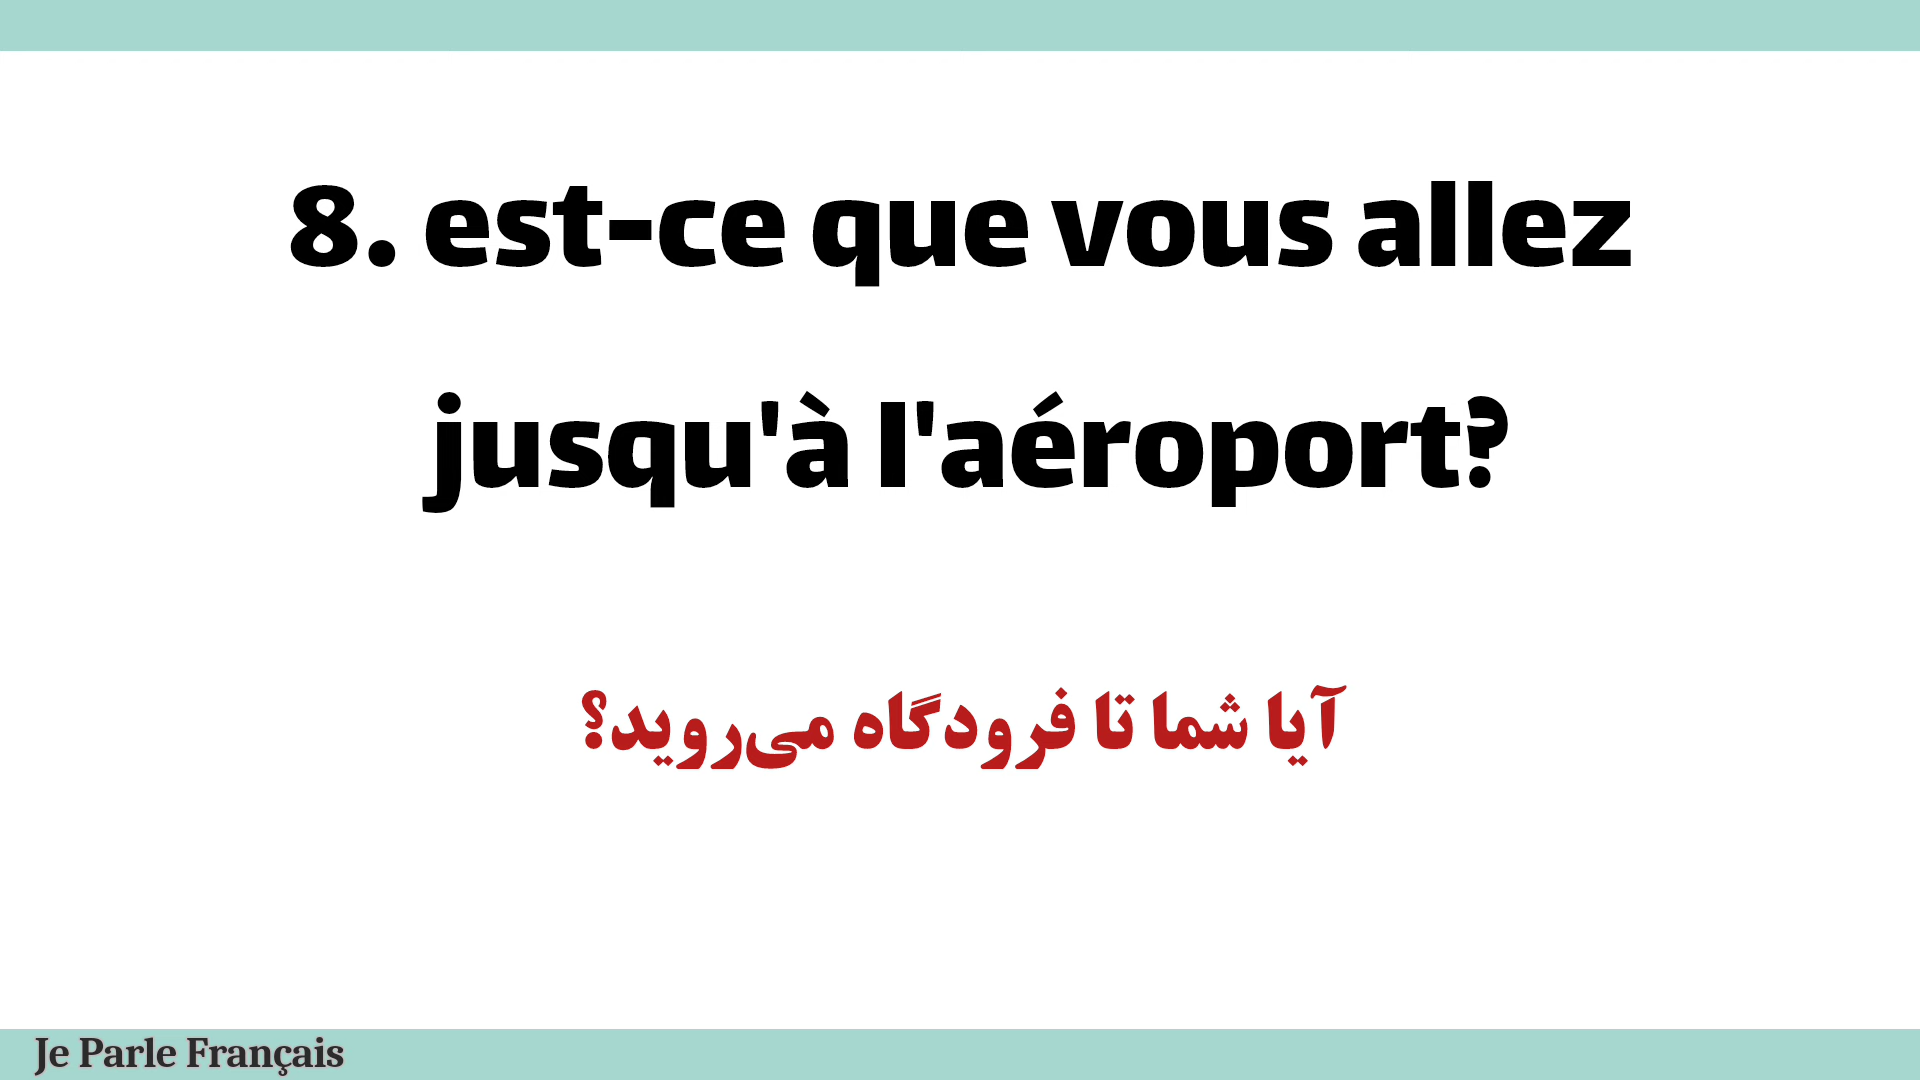 8. est-ce que vous allez
jusqu'à l'aéroport?
آیا شما تا فرودگاه می‌روید؟
Je Parle Français